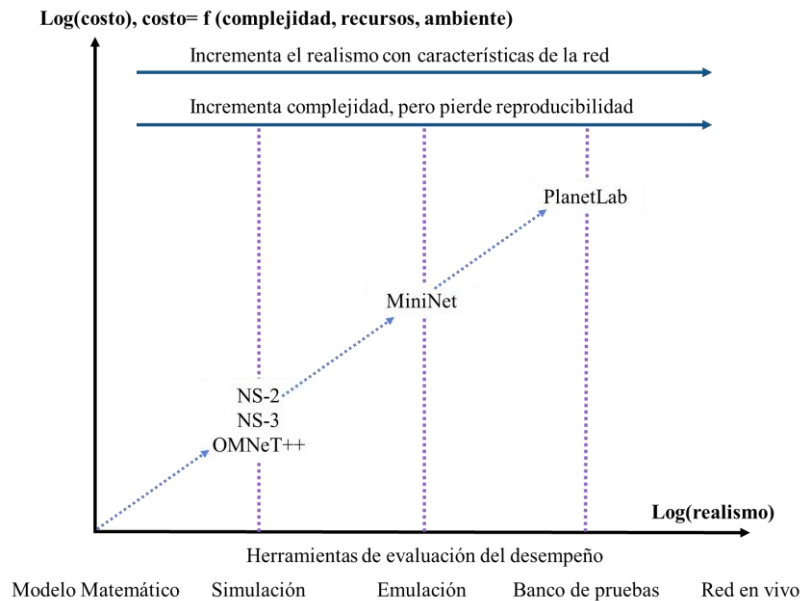 Log(costo), costo= f (complejidad, recursos, ambiente)
Incrementa el realismo con características de la red
Incrementa complejidad, pero pierde reproducibilidad
PlanetLab
MiniNet
NS-2
NS-3
OMNeT++
Log(realismo)
Herramientas de evaluación del desempeño
Modelo Matemático Simulación Emulación Banco de pruebas Red en vivo